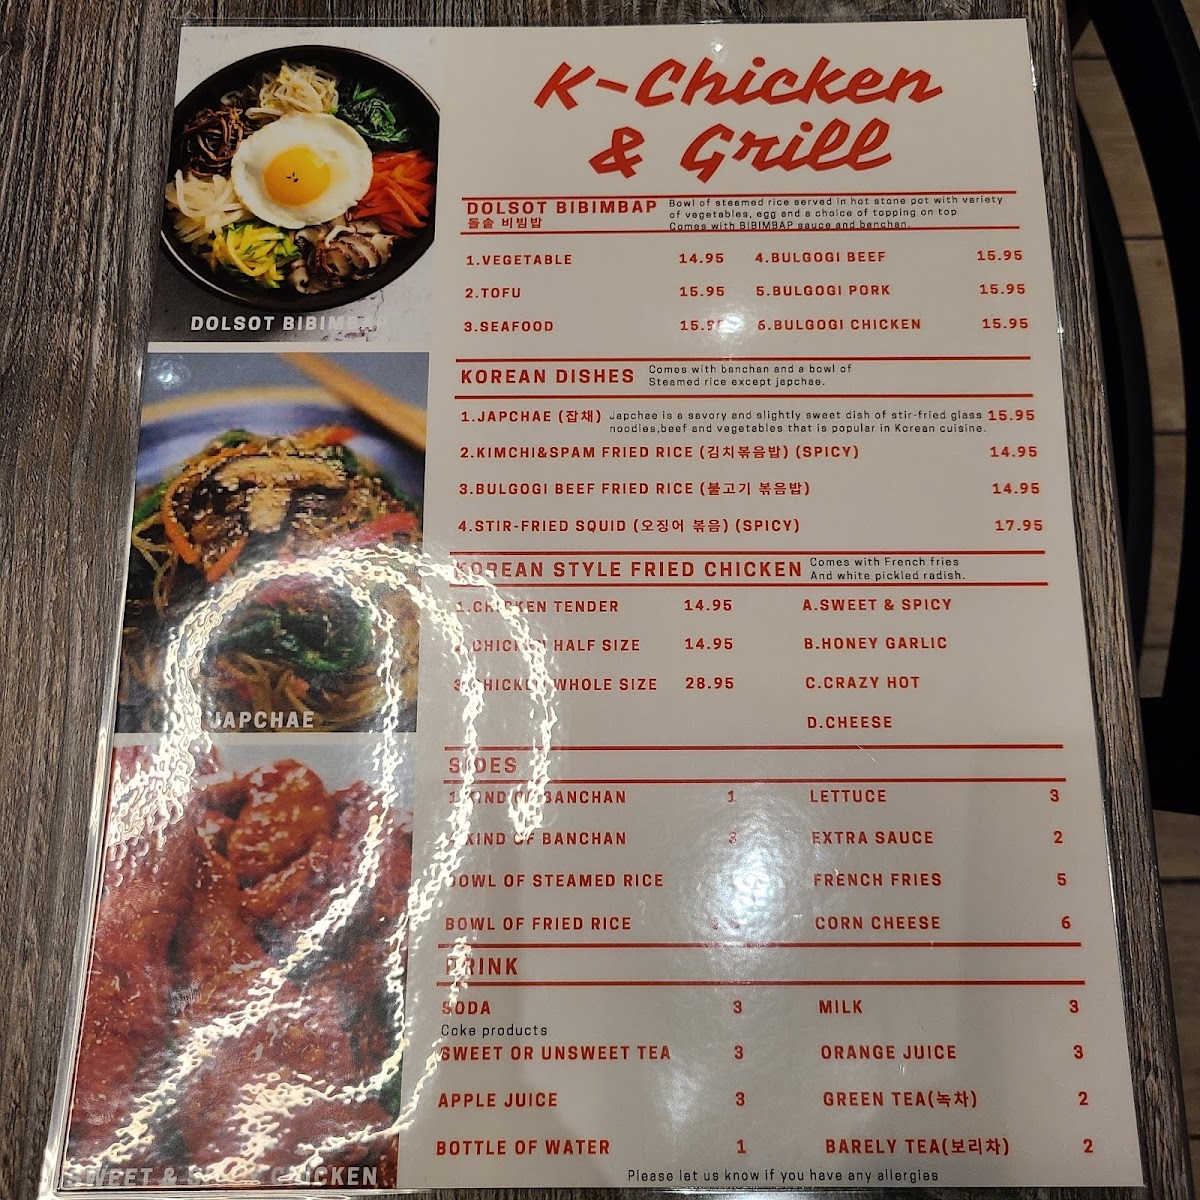 K-Chicken
& Grill
DOLSOT BIBIMBAP
돌솥 비빔밥
Bowl of steamed rice served in hot stone pot with variety
of vegetables, egg and a choice of topping on top
Comes with BIBIMBAP sauce and banchan.
1.VEGETABLE 14.95 4.BULGOGI BEEF 15.95
2.TOFU 15.95 5.BULGOGI PORK 15.95
3.SEAFOOD 6.BULGOGI CHICKEN 15.95
DOLSOT BIBIMBAP
KOREAN DISHES
Comes with banchan and a bowl of
Steamed rice except japchae.
1.JAPCHAE (잡채) Japchae is a savory and slightly sweet dish of stir-fried glass 15.95
noodles,beef and vegetables that is popular in Korean cuisine.
2.KIMCHI&SPAM FRIED RICE (김치볶음밥) (SPICY) 14.95
3.BULGOGI BEEF FRIED RICE (불고기 볶음밥) 14.95
4.STIR-FRIED SQUID (오징어 볶음) (SPICY) 17.95
KOREAN STYLE FRIED CHICKEN
Comes with French fries
And white pickled radish.
1.CHICKEN TENDER 14.95 A.SWEET & SPICY
CHICKEN HALF SIZE 14.95 B.HONEY GARLIC
3.CHICKEN WHOLE SIZE 28.95 C.CRAZY HOT
D.CHEESE
JAPCHAE
SIDES
1 KIND OF BANCHAN 1 LETTUCE 3
KIND OF BANCHAN 3 EXTRA SAUCE 2
BOWL OF STEAMED RICE FRENCH FRIES 5
BOWL OF FRIED RICE CORN CHEESE 6
DRINK
SODA 3 MILK 3
Coke products
SWEET OR UNSWEET TEA 3 ORANGE JUICE 3
APPLE JUICE 3 GREEN TEA(녹차) 2
BOTTLE OF WATER 1 BARELY TEA(보리차) 2
SWEET & SPICY CHICKEN
Please let us know if you have any allergies